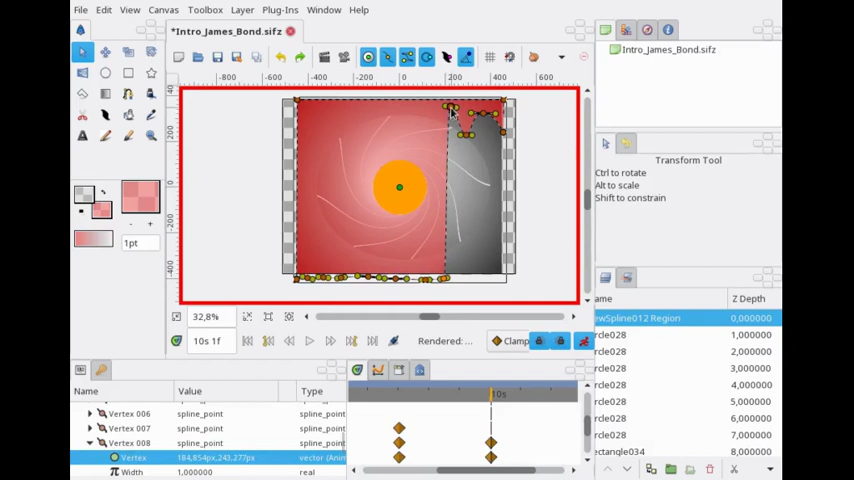 File Edit View Canvas Toolbox Layer Plug-Ins Window Help
*Intro_James_Bond.sifz
-800 -600 -400 -200 0 200 400 600
200
0
-200
-400
1pt
32,8%
10s 1f
Rendered: ...
Clamp
Intro_James_Bond.sifz
Transform Tool
Ctrl to rotate
Alt to scale
Shift to constrain
Name Value Type
Vertex 006 spline_point spline_point
Vertex 007 spline_point spline_point
Vertex 008 spline_point spline_point
Vertex 184,854px,243,277px vector (Anim
Width 1,000000 real
10s
Z Depth
ewSpline012 Region 0,000000
rcle028 1,000000
rcle028 2,000000
rcle028 3,000000
rcle028 4,000000
rcle028 5,000000
rcle028 6,000000
rcle028 7,000000
ectangle034